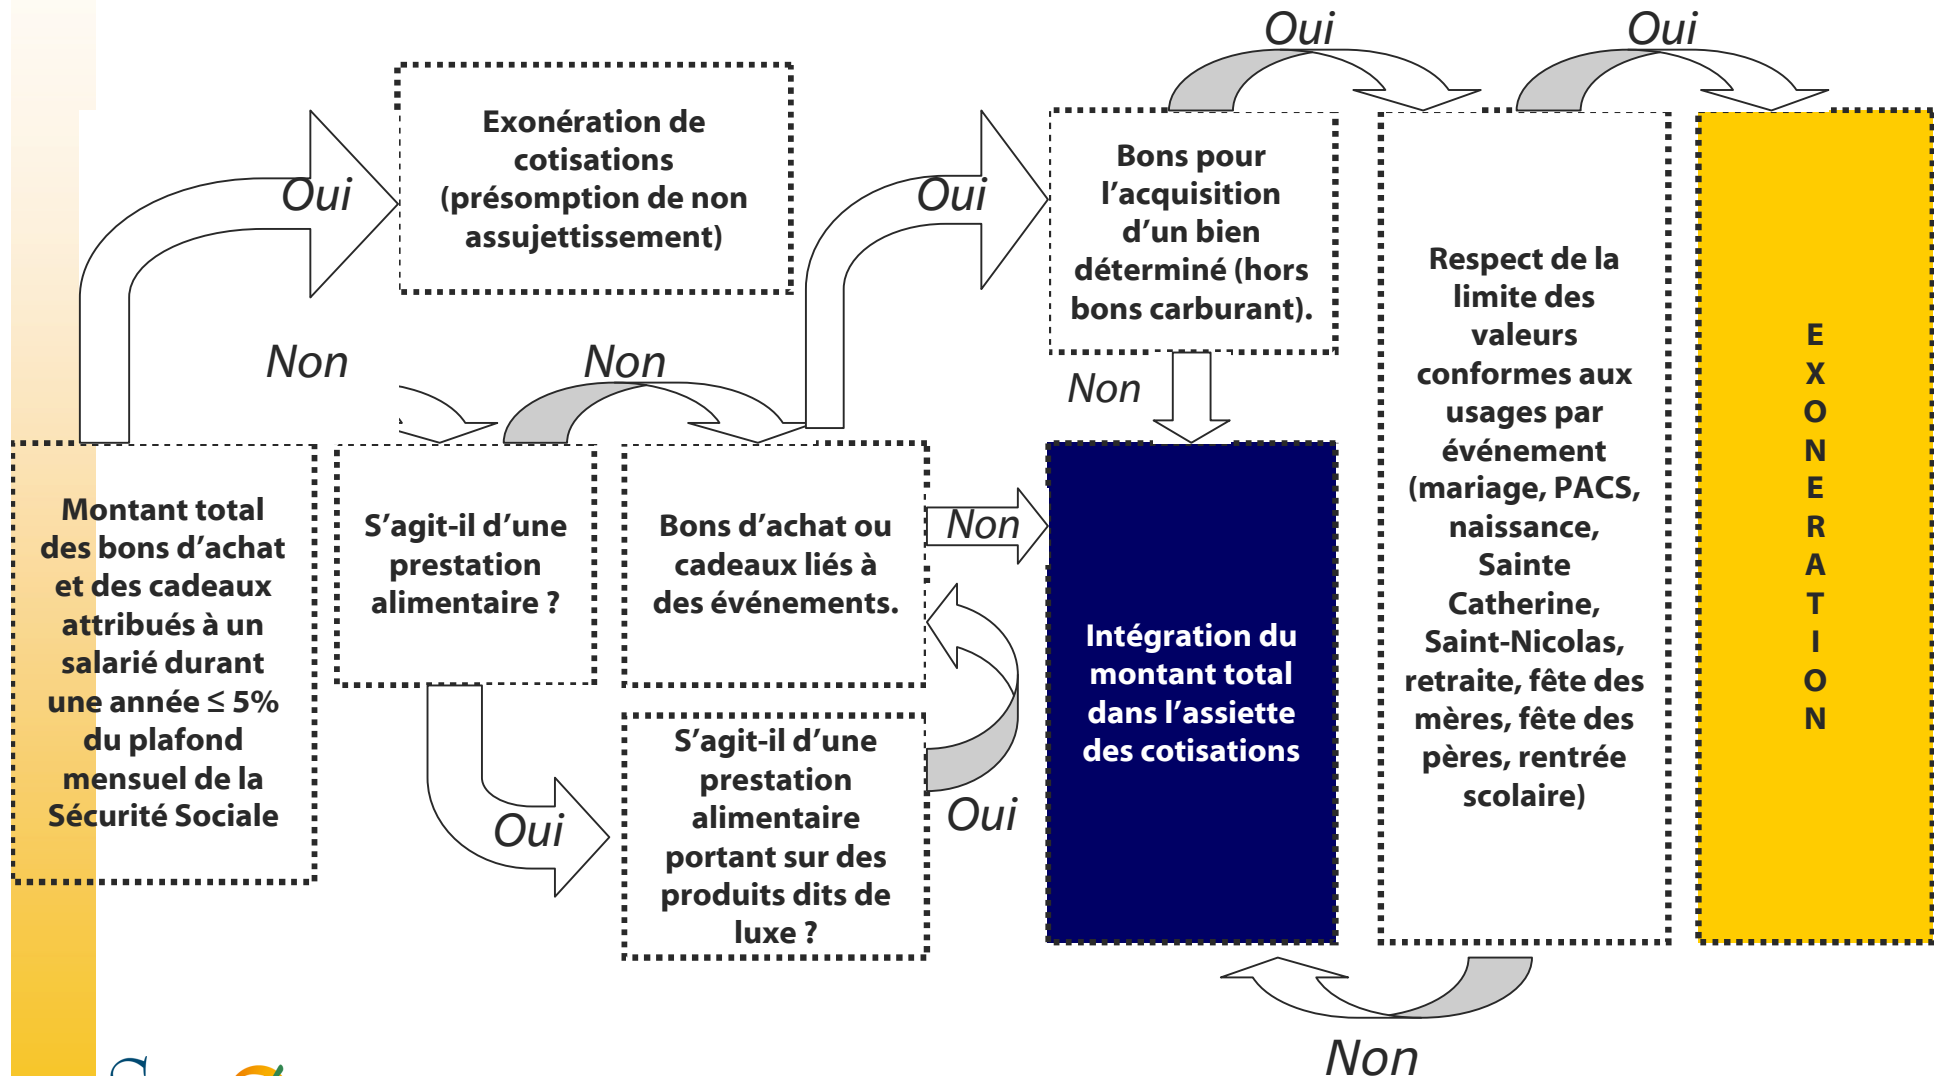 Oui
Oui
Exonération de
cotisations
(présomption de non
assujettissement)
Oui
Oui
Bons pour
l’acquisition
d’un bien
déterminé (hors
bons carburant).
Non
Non
Non
Montant total
des bons d’achat
et des cadeaux
attribués à un
salarié durant
une année ≤ 5%
du plafond
mensuel de la
Sécurité Sociale
S’agit-il d’une
prestation
alimentaire ?
Bons d’achat ou
cadeaux liés à
des événements.
Non
Oui
S’agit-il d’une
prestation
alimentaire
portant sur des
produits dits de
luxe ?
Oui
Intégration du
montant total
dans l’assiette
des cotisations
Respect de la
limite des
valeurs
conformes aux
usages par
événement
(mariage, PACS,
naissance,
Sainte
Catherine,
Saint-Nicolas,
retraite, fête des
mères, fête des
pères, rentrée
scolaire)
Non
E
X
O
N
E
R
A
T
I
O
N